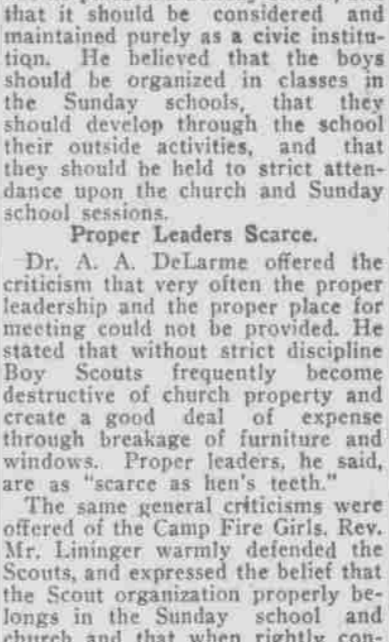 that it should be considered and
maintained purely as a civic institu-
tiqn. He believed that the boys
should be organized in classes in
the Sunday schools, that they
should develop through the school
their outside activities, and that
they should be held to strict atten-
dance upon the church and Sunday
school sessions.
Proper Leaders Scarce.
Dr. A. A. DeLarme offered the
criticism that very often the proper
leadership and the proper place for
meeting could not be provided. He
stated that without strict discipline
Boy Scouts frequently become
destructive of church property and
create a good deal of expense
through breakage of furniture and
windows. Proper leaders, he said,
are as "scarce as hen's teeth."
The same general criticisms were
offered of the Camp Fire Girls. Rev.
Mr. Lininger warmly defended the
Scouts, and expressed the belief that
the Scout organization properly be-
longs in the Sunday school and
church and that when rightly con-